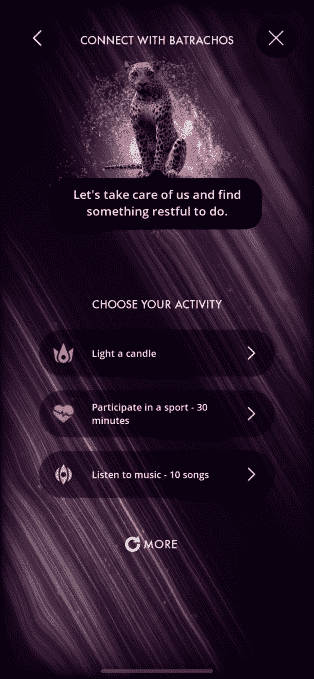 CONNECT WITH BATRACHOS
Let's take care of us and find
something restful to do.
CHOOSE YOUR ACTIVITY
Light a candle
Participate in a sport - 30
minutes
Listen to music - 10 songs
MORE